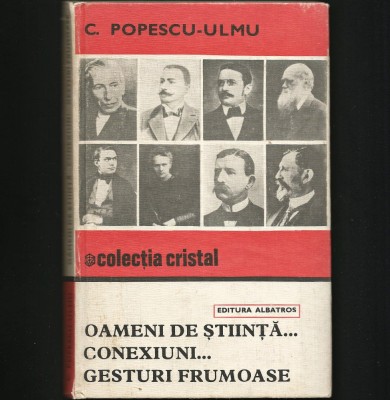 C. POPESCU-ULMU
colecția cristal
EDITURA ALBATROS
OAMENI DE ȘTIINȚĂ...
CONEXIUNI...
GESTURI FRUMOASE